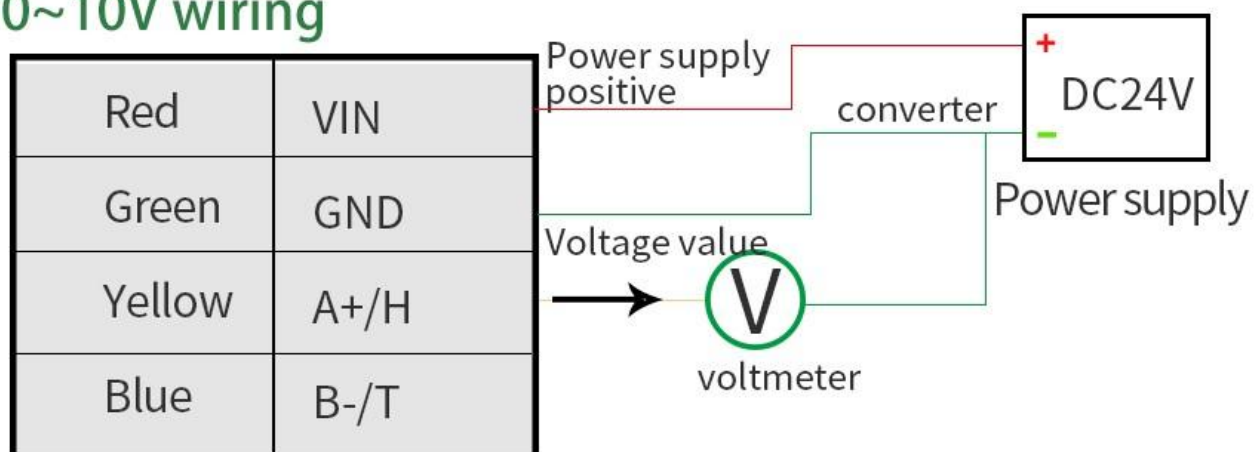 0~10V wiring
Power supply
positive
+
DC24V
Red VIN
converter
-
Power supply
Green GND
Voltage value
Yellow A+/H
V
voltmeter
Blue B-/T